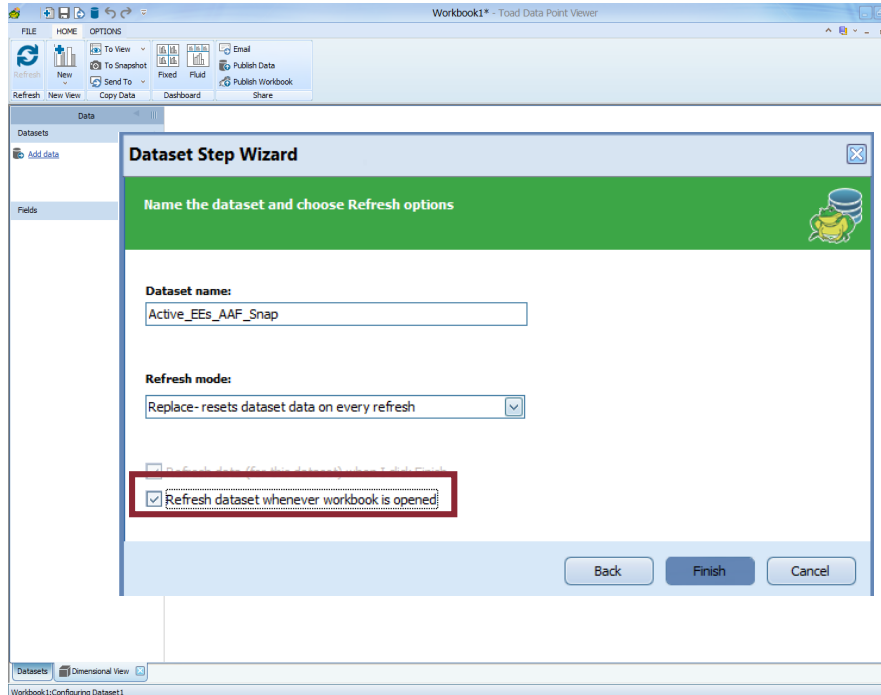 Workbook1* - Toad Data Point Viewer
FILE HOME OPTIONS
Refresh
New
To View
To Snapshot
Send To
Fixed
Fluid
Email
Publish Data
Publish Workbook
Refresh New View Copy Data Dashboard Share
Data
Datasets
Add data
Fields
Dataset Step Wizard
Name the dataset and choose Refresh options
Dataset name:
Active_EEs_AAF_Snap
Refresh mode:
Replace- resets dataset data on every refresh
Refresh data (for this dataset) when I click Finish
Refresh dataset whenever workbook is opened
Back Finish Cancel
Datasets Dimensional View
Workbook1:Configuring Dataset1